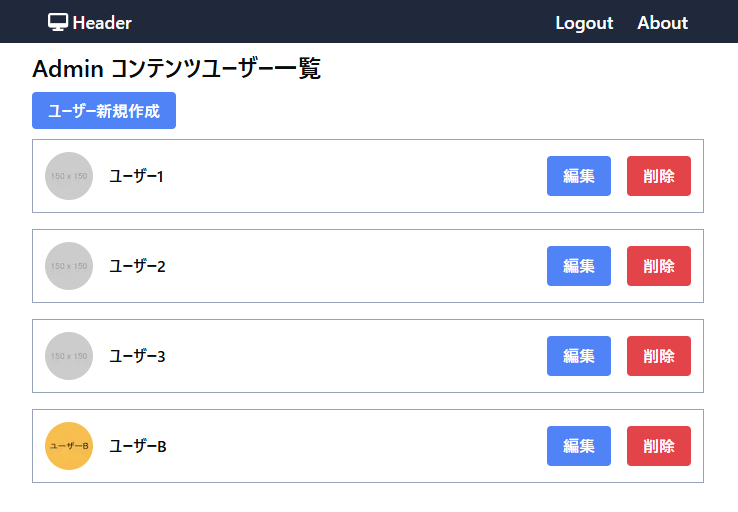 Header Logout About
Admin コンテンツユーザー一覧
ユーザー新規作成
150 x 150 ユーザー1 編集 削除
150 x 150 ユーザー2 編集 削除
150 x 150 ユーザー3 編集 削除
ユーザーB ユーザーB 編集 削除